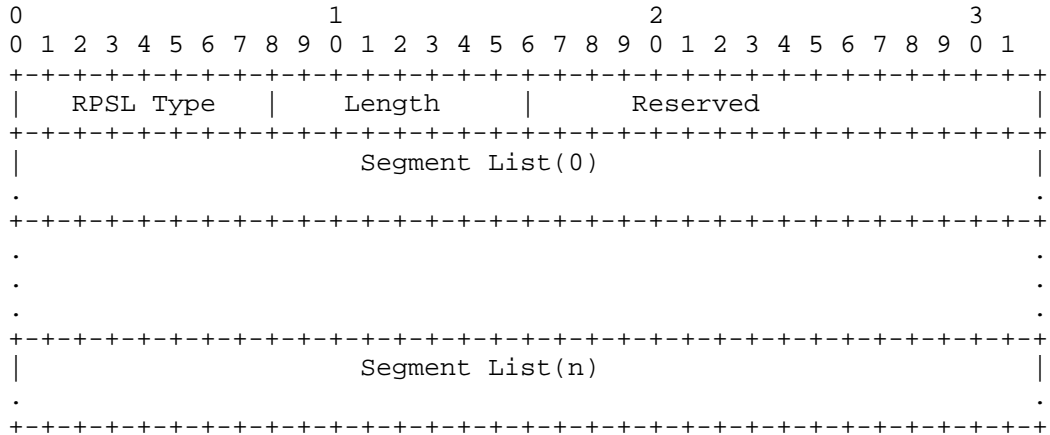 0                   1                   2                   3
0 1 2 3 4 5 6 7 8 9 0 1 2 3 4 5 6 7 8 9 0 1 2 3 4 5 6 7 8 9 0 1
+-+-+-+-+-+-+-+-+-+-+-+-+-+-+-+-+-+-+-+-+-+-+-+-+-+-+-+-+-+-+-+-+
|   RPSL Type   |    Length     |      Reserved                 |
+-+-+-+-+-+-+-+-+-+-+-+-+-+-+-+-+-+-+-+-+-+-+-+-+-+-+-+-+-+-+-+-+
|                     Segment List(0)                           |
.                                                               .
+-+-+-+-+-+-+-+-+-+-+-+-+-+-+-+-+-+-+-+-+-+-+-+-+-+-+-+-+-+-+-+-+
.                                                               .
.                                                               .
.                                                               .
+-+-+-+-+-+-+-+-+-+-+-+-+-+-+-+-+-+-+-+-+-+-+-+-+-+-+-+-+-+-+-+-+
|                     Segment List(n)                           |
.                                                               .
+-+-+-+-+-+-+-+-+-+-+-+-+-+-+-+-+-+-+-+-+-+-+-+-+-+-+-+-+-+-+-+-+